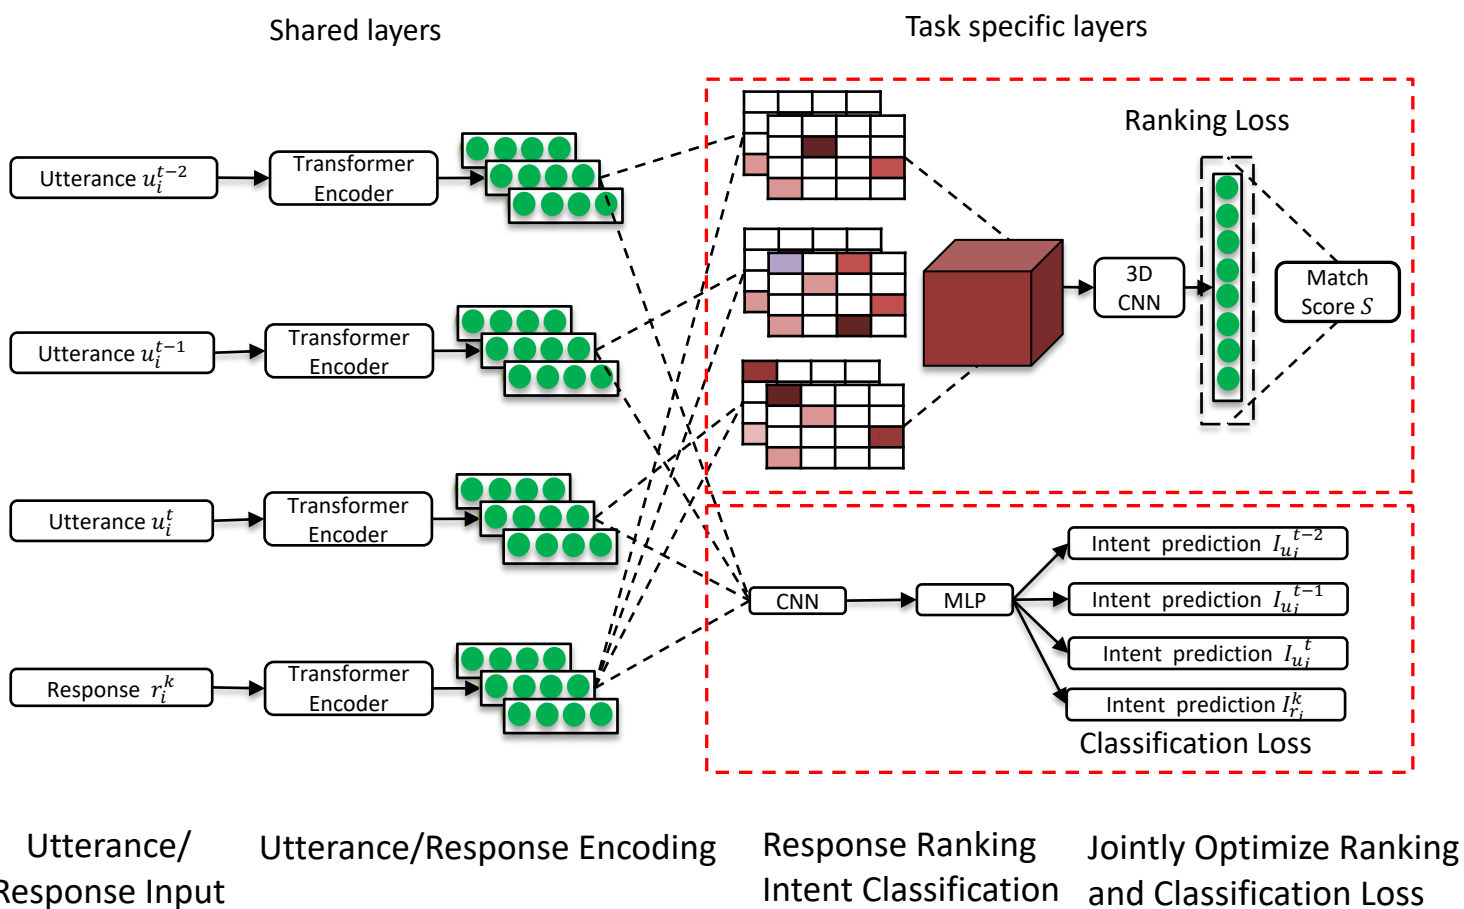 Shared layers
Task specific layers
Ranking Loss
Utterance $u_i^{t-2}$
Transformer
Encoder
3D
CNN
Match
Score $S$
Utterance $u_i^{t-1}$
Transformer
Encoder
Utterance $u_i^{t}$
Transformer
Encoder
Response $r_i^{k}$
Transformer
Encoder
CNN
MLP
Intent prediction $I_{u_i}^{t-2}$
Intent prediction $I_{u_i}^{t-1}$
Intent prediction $I_{u_i}^{t}$
Intent prediction $I_{r_i}^{k}$
Classification Loss
Utterance/
Response Input
Utterance/Response Encoding
Response Ranking
Intent Classification
Jointly Optimize Ranking
and Classification Loss